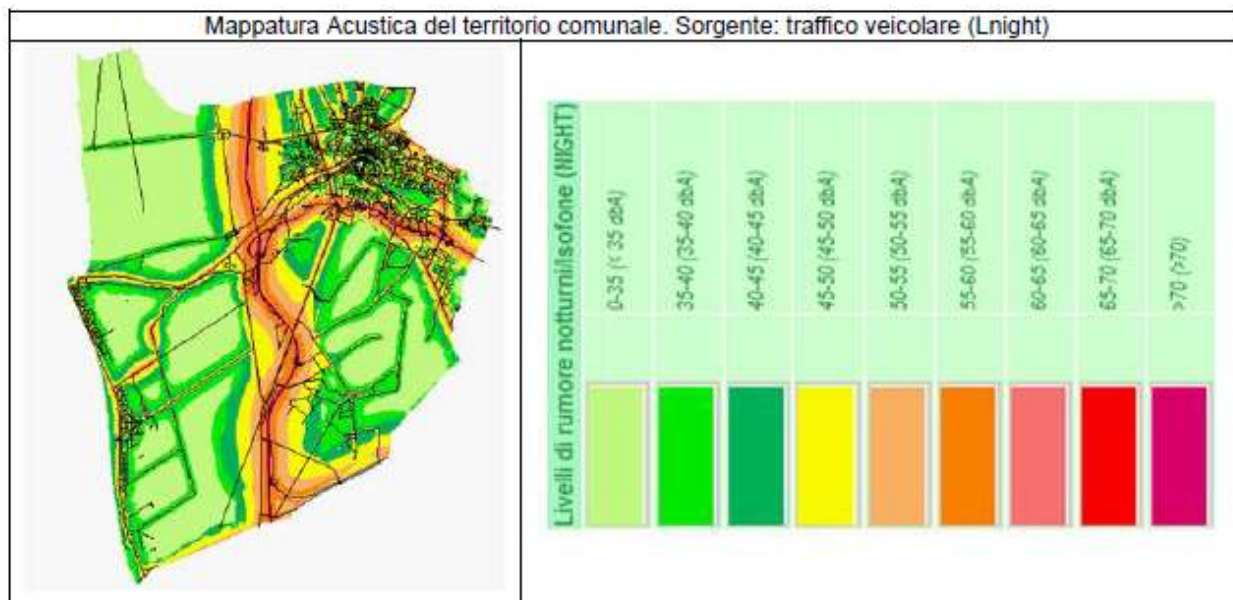 Mappatura Acustica del territorio comunale. Sorgente: traffico veicolare (Lnight)
Livelli di rumore notturni/Isofone (NIGHT)
0-35 (< 35 dbA)
35-40 (35-40 dbA)
40-45 (40-45 dbA)
45-50 (45-50 dbA)
50-55 (50-55 dbA)
55-60 (55-60 dbA)
60-65 (60-65 dbA)
65-70 (65-70 dbA)
>70 (>70)